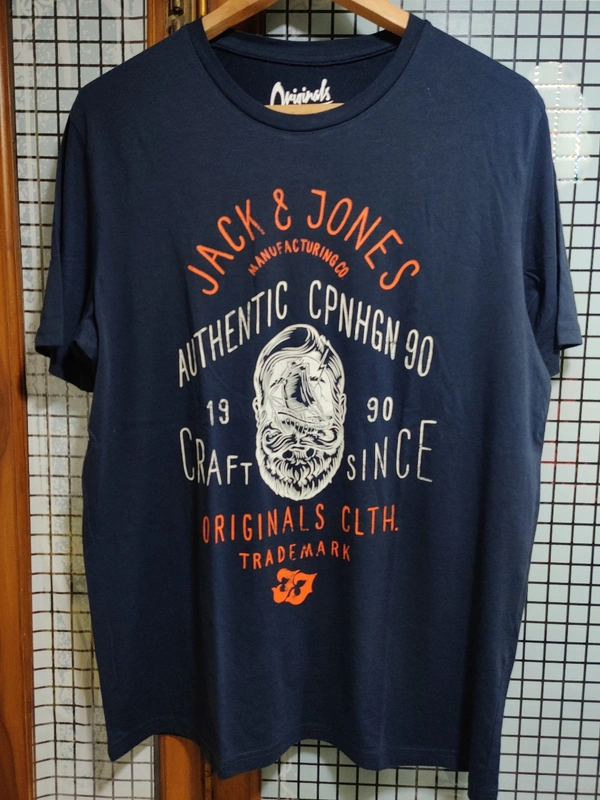 Originals
JACK & JONES
MANUFACTURING CO
AUTHENTIC CPNHGN 90
19 90
CRAFT SINCE
ORIGINALS CLTH.
TRADEMARK
JJ